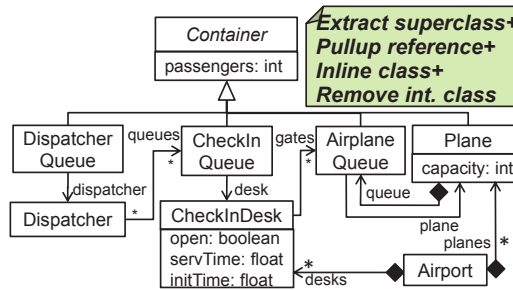 Container
passengers: int
Extract superclass+
Pullup reference+
Inline class+
Remove int. class
Dispatcher
Queue
queues
*
CheckIn
Queue
gates
*
Airplane
Queue
Plane
capacity: int
dispatcher
desk
queue
Dispatcher
*
CheckInDesk
open: boolean
servTime: float
initTime: float
plane
planes
*
*
desks
Airport